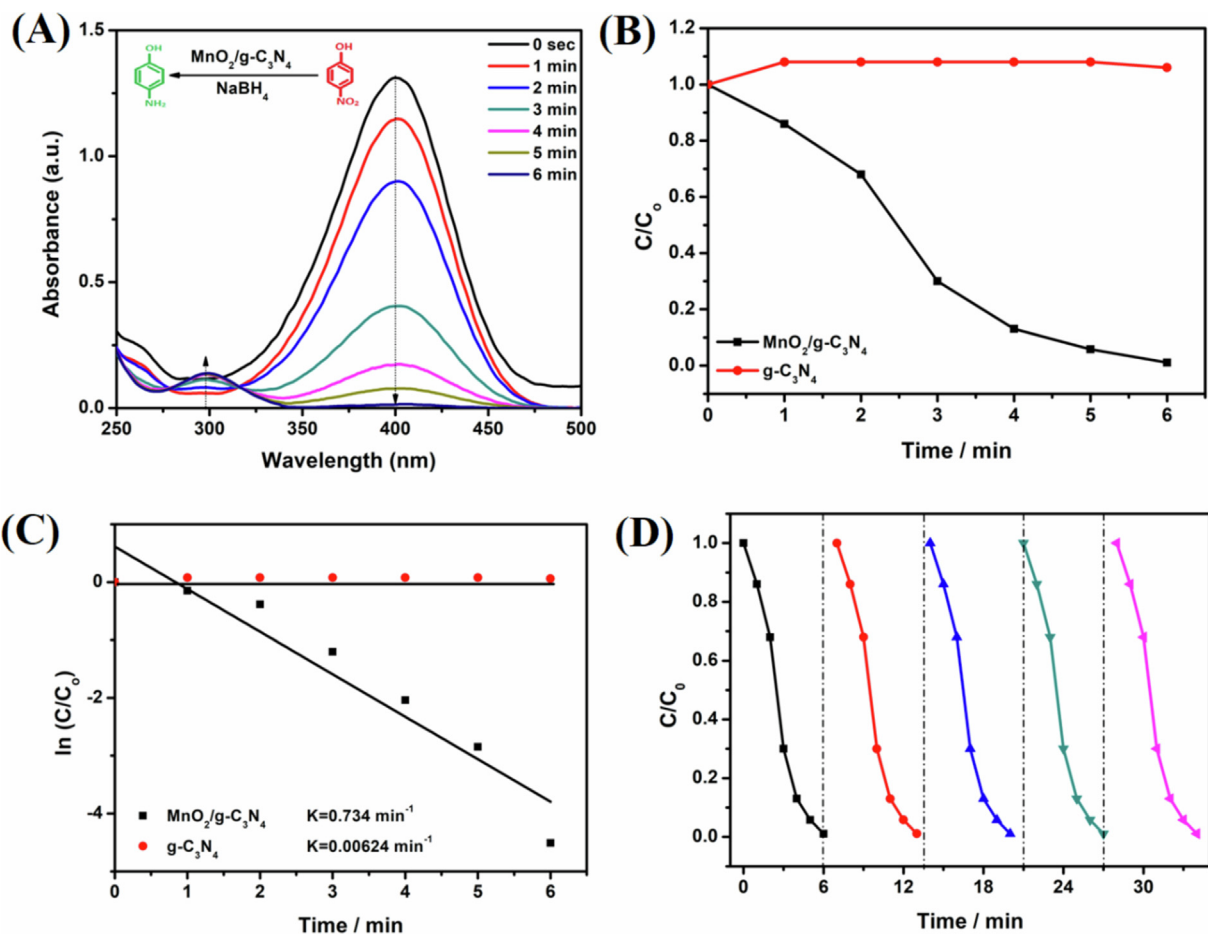 (A)
OH
NH₂
MnO₂/g-C₃N₄
NaBH₄
OH
NO₂
0 sec
1 min
2 min
3 min
4 min
5 min
6 min
1.5
1.0
0.5
0.0
Absorbance (a.u.)
250 300 350 400 450 500
Wavelength (nm)
(B)
1.2
1.0
0.8
0.6
0.4
0.2
0.0
C/Cₒ
MnO₂/g-C₃N₄
g-C₃N₄
0 1 2 3 4 5 6
Time / min
(C)
0
-2
-4
ln (C/Cₒ)
MnO₂/g-C₃N₄ K=0.734 min⁻¹
g-C₃N₄ K=0.00624 min⁻¹
0 1 2 3 4 5 6
Time / min
(D)
1.0
0.8
0.6
0.4
0.2
0.0
C/C₀
0 6 12 18 24 30
Time / min